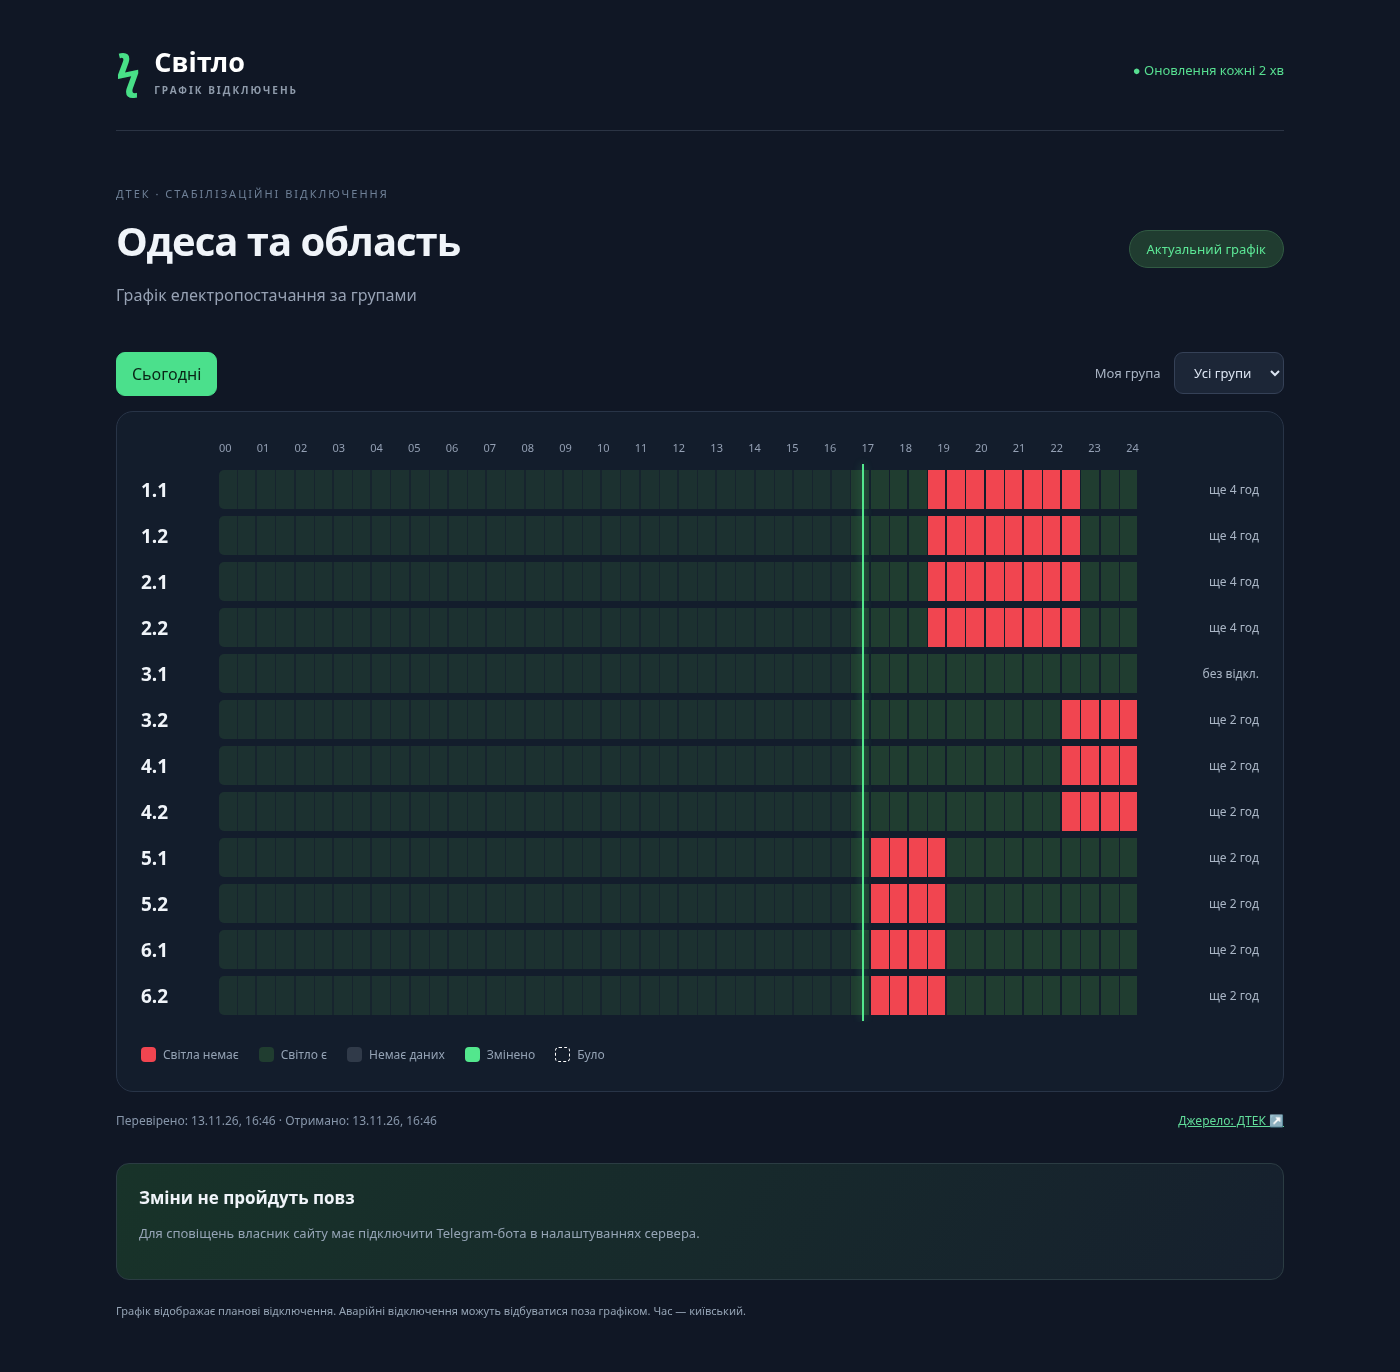 Світло
ГРАФІК ВІДКЛЮЧЕНЬ
● Оновлення кожні 2 хв
ДТЕК · СТАБІЛІЗАЦІЙНІ ВІДКЛЮЧЕННЯ
Одеса та область
Актуальний графік
Графік електропостачання за групами
Сьогодні
Моя група
Усі групи
00 01 02 03 04 05 06 07 08 09 10 11 12 13 14 15 16 17 18 19 20 21 22 23 24
1.1 ще 4 год
1.2 ще 4 год
2.1 ще 4 год
2.2 ще 4 год
3.1 без відкл.
3.2 ще 2 год
4.1 ще 2 год
4.2 ще 2 год
5.1 ще 2 год
5.2 ще 2 год
6.1 ще 2 год
6.2 ще 2 год
Світла немає Світло є Немає даних Змінено Було
Перевірено: 13.11.26, 16:46 · Отримано: 13.11.26, 16:46
Джерело: ДТЕК ↗
Зміни не пройдуть повз
Для сповіщень власник сайту має підключити Telegram-бота в налаштуваннях сервера.
Графік відображає планові відключення. Аварійні відключення можуть відбуватися поза графіком. Час — київський.